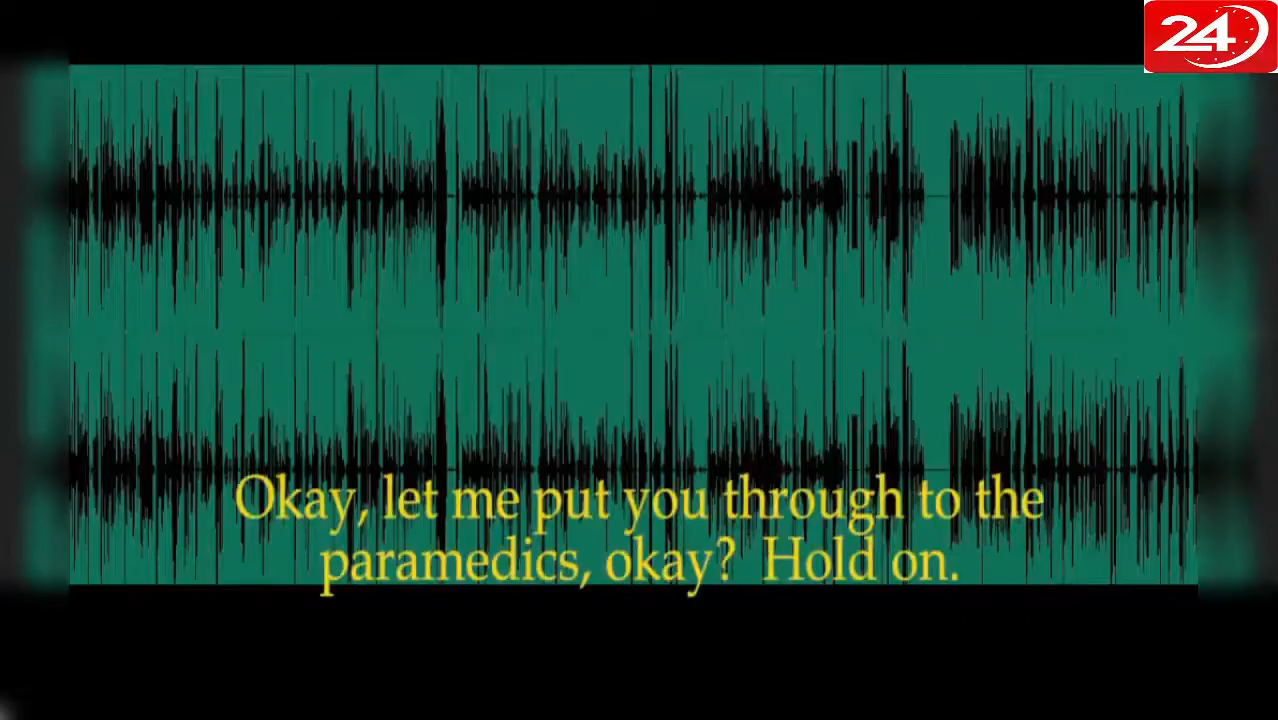 24
Okay, let me put you through to the
paramedics, okay?  Hold on.